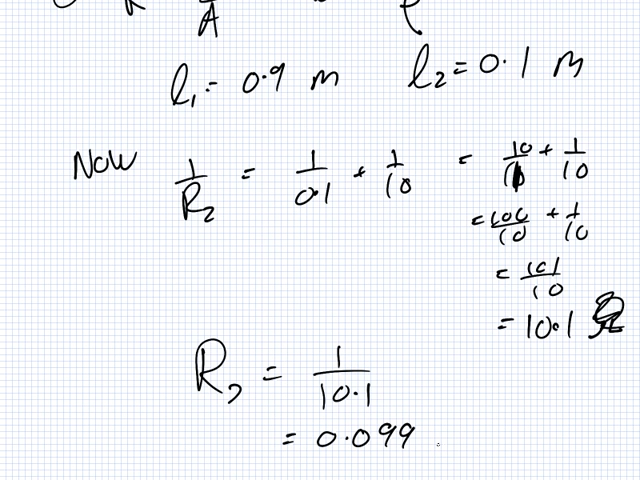 A
l₁ = 0.9 m l₂ = 0.1 m
Now 1/R₂ = 1/0.1 + 1/10 = 10/1 + 1/10
= 100/10 + 1/10
= 101/10
= 10.1
R₂ = 1/10.1
= 0.099